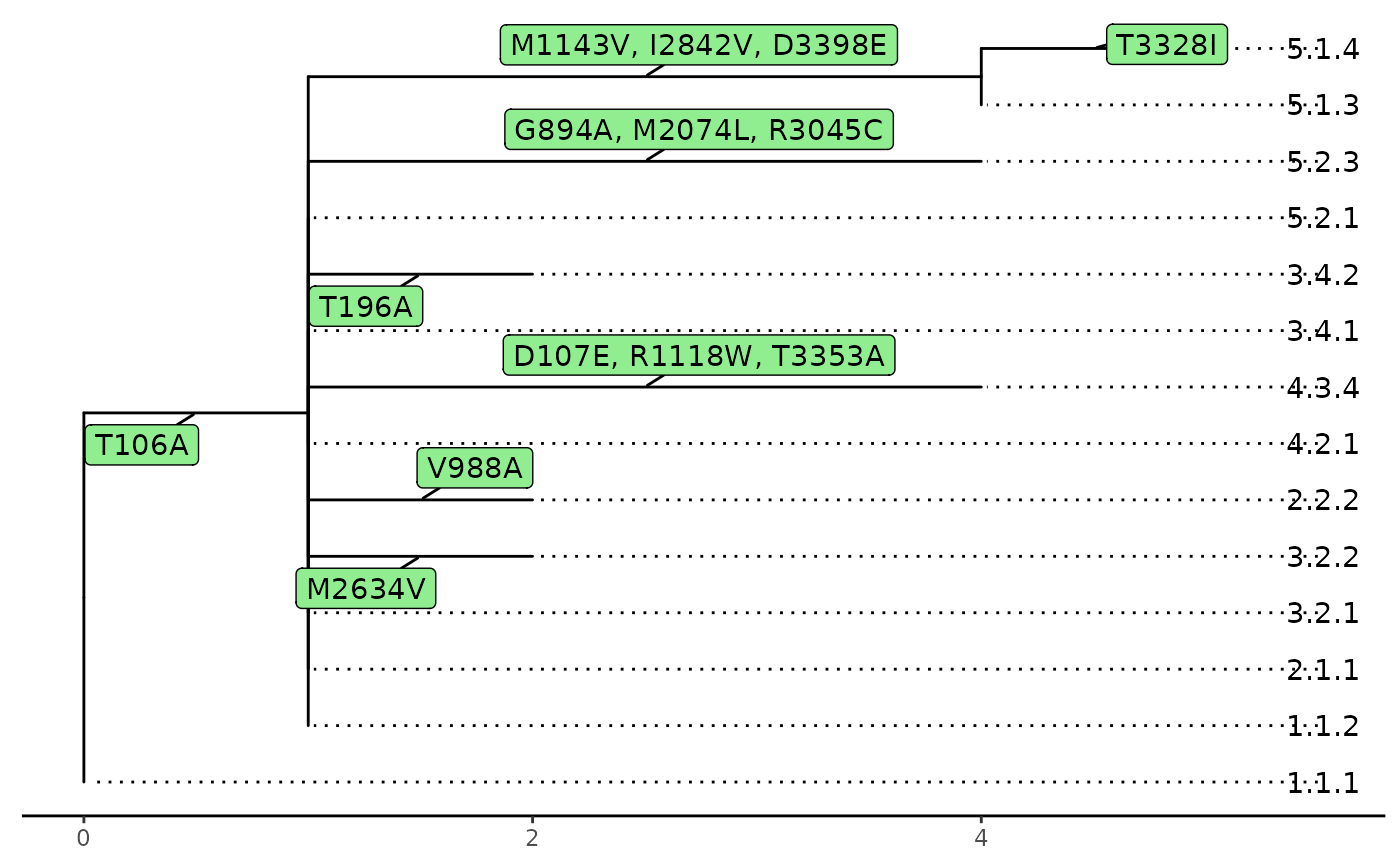 M1143V, I2842V, D3398E
T3328I
5.1.4
5.1.3
G894A, M2074L, R3045C
5.2.3
5.2.1
3.4.2
T196A
3.4.1
D107E, R1118W, T3353A
4.3.4
T106A
4.2.1
V988A
2.2.2
3.2.2
M2634V
3.2.1
2.1.1
1.1.2
1.1.1
0 2 4